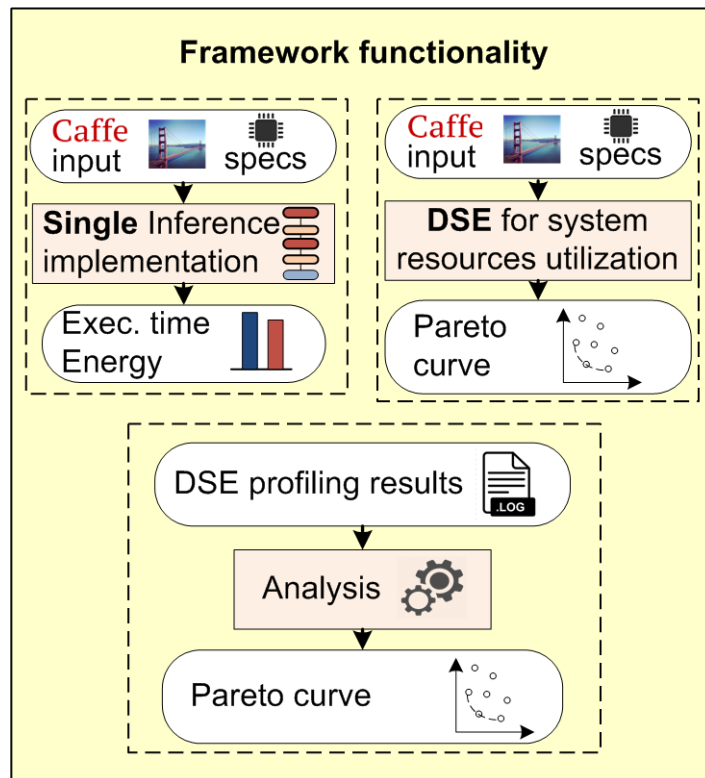 Framework functionality
Caffe
input
specs
Single Inference
implementation
Exec. time
Energy
Caffe
input
specs
DSE for system
resources utilization
Pareto
curve
DSE profiling results
.LOG
Analysis
Pareto curve